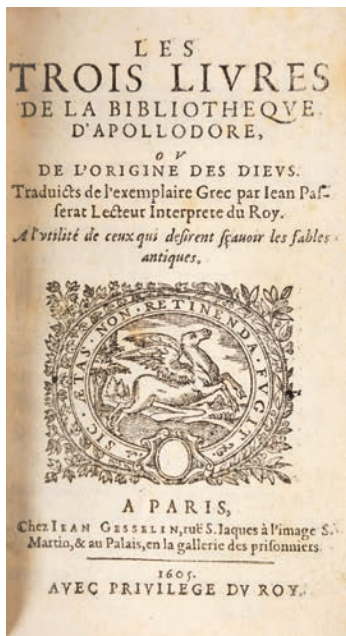 LES
TROIS LIVRES
DE LA BIBLIOTHEQVE
D'APOLLODORE,
OV
DE L'ORIGINE DES DIEVS.
Traduicts de l'exemplaire Grec par Iean Pas-
serat Lecteur Interprete du Roy.
A l'vtilité de ceux qui desirent sçauoir les fables
antiques.
SIC ÆTAS NON RETINENDA FVGIT
A PARIS,
Chez IEAN GESSELIN, ruë S. Iaques à l'image S.
Martin, & au Palais, en la gallerie des prisonniers
1605.
AVEC PRIVILEGE DV ROY.